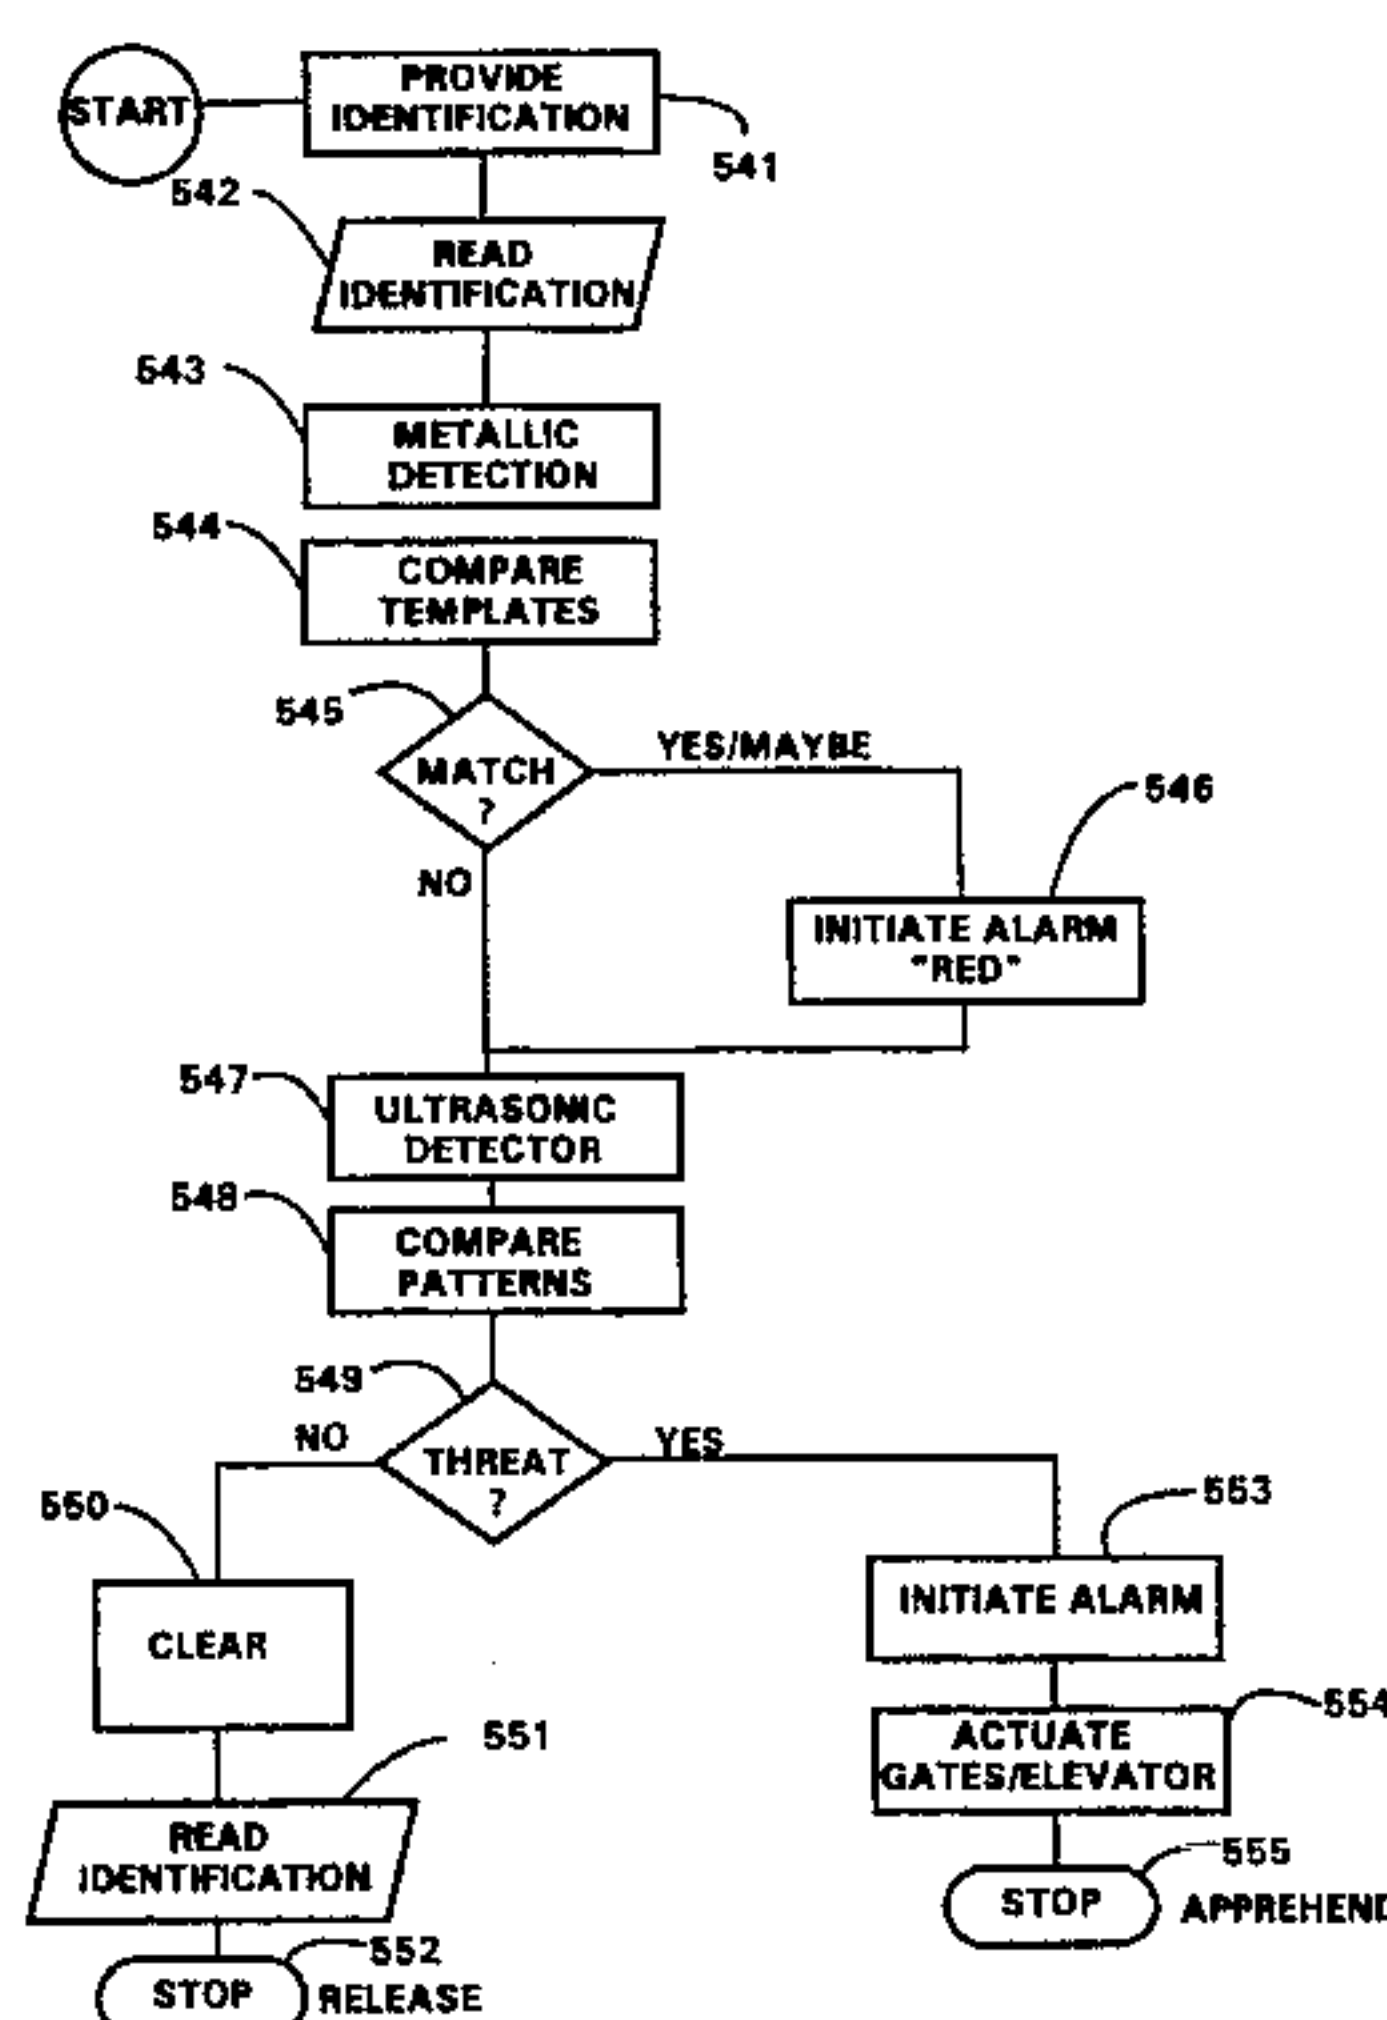 START
PROVIDE
IDENTIFICATION
541
542
READ
IDENTIFICATION
543
METALLIC
DETECTION
544
COMPARE
TEMPLATES
545
MATCH
?
YES/MAYBE
546
NO
INITIATE ALARM
"RED"
547
ULTRASONIC
DETECTOR
548
COMPARE
PATTERNS
549
NO
THREAT
?
YES
550
553
CLEAR
INITIATE ALARM
551
554
ACTUATE
GATES/ELEVATOR
READ
IDENTIFICATION
555
STOP
APPREHEND
552
STOP
RELEASE